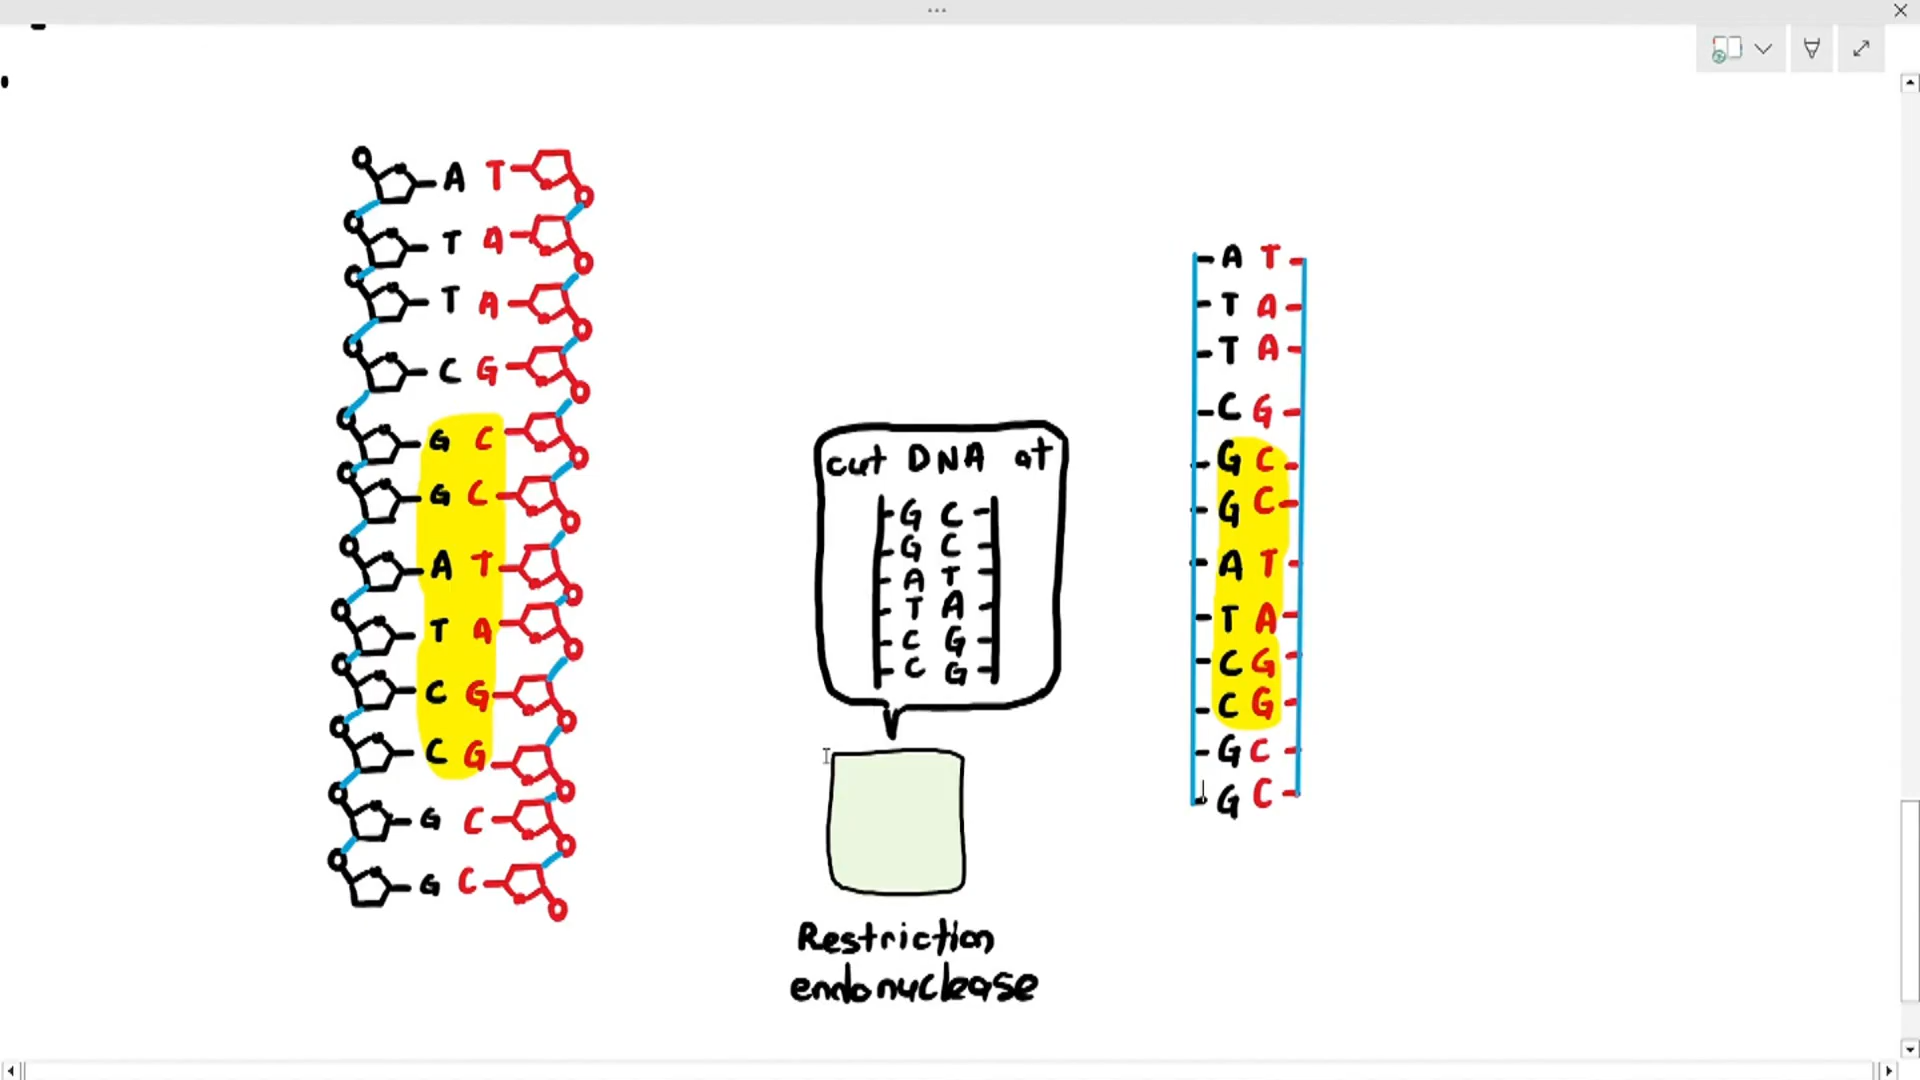 A T
T A
T A
C G
G C
G C
A T
T A
C G
C G
G C
G C
cut DNA at
G C
G C
A T
T A
C G
C G
Restriction
endonuclease
A T
T A
T A
C G
G C
G C
A T
T A
C G
C G
G C
G C